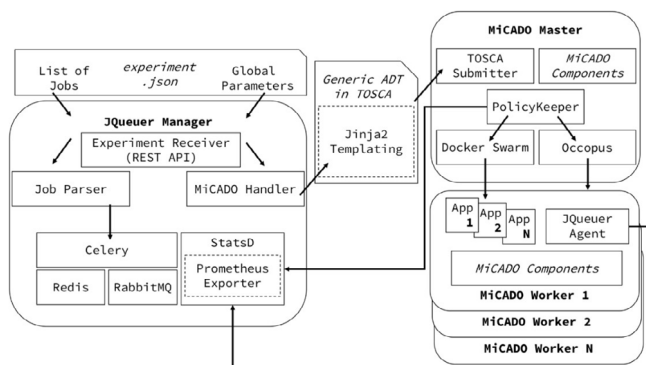 List of
Jobs
experiment
.json
Global
Parameters
JQueuer Manager
Experiment Receiver
(REST API)
Job Parser
MiCADO Handler
Celery
Redis
RabbitMQ
StatsD
Prometheus
Exporter
Generic ADT
in TOSCA
Jinja2
Templating
MiCADO Master
TOSCA
Submitter
MiCADO
Components
PolicyKeeper
Docker Swarm
Occopus
App
1
App
2
App
N
JQueuer
Agent
MiCADO Components
MiCADO Worker 1
MiCADO Worker 2
MiCADO Worker N